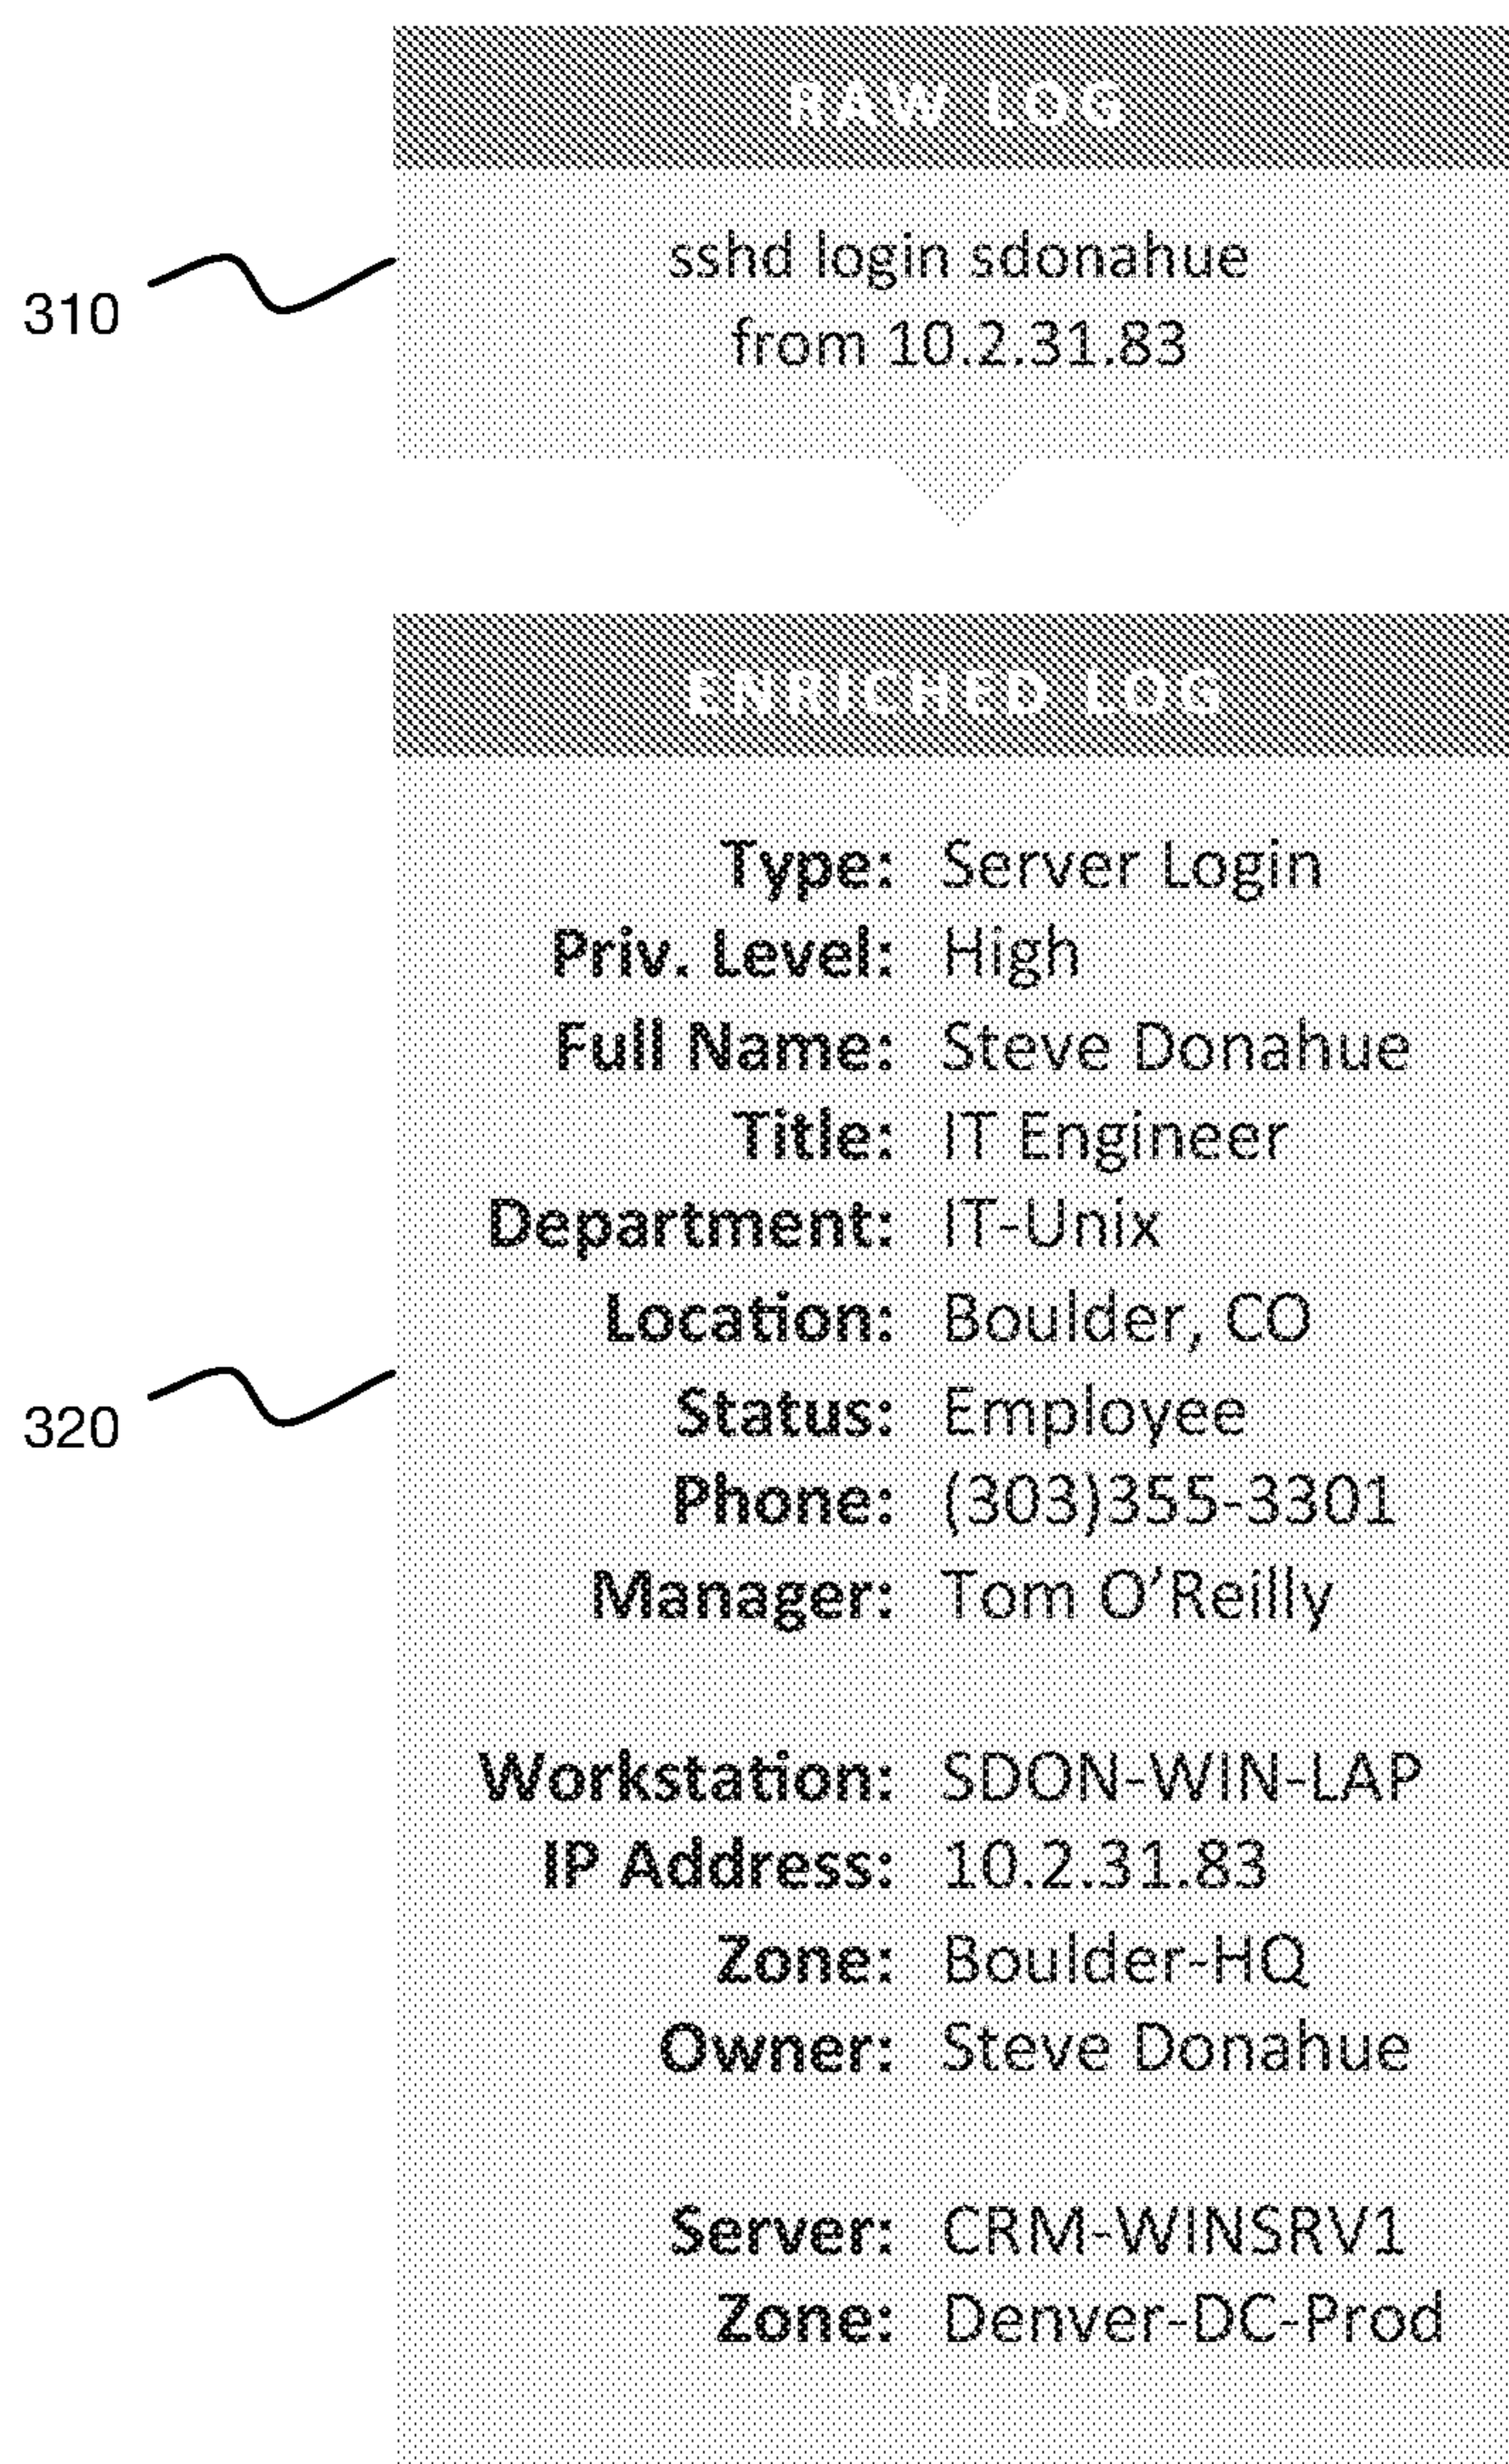 RAW LOG
sshd login sdonahue
from 10.2.31.83
310
ENRICHED LOG
Type: Server Login
Priv. Level: High
Full Name: Steve Donahue
Title: IT Engineer
Department: IT-Unix
Location: Boulder, CO
Status: Employee
320
Phone: (303)355-3301
Manager: Tom O'Reilly
Workstation: SDON-WIN-LAP
IP Address: 10.2.31.83
Zone: Boulder-HQ
Owner: Steve Donahue
Server: CRM-WINSRV1
Zone: Denver-DC-Prod